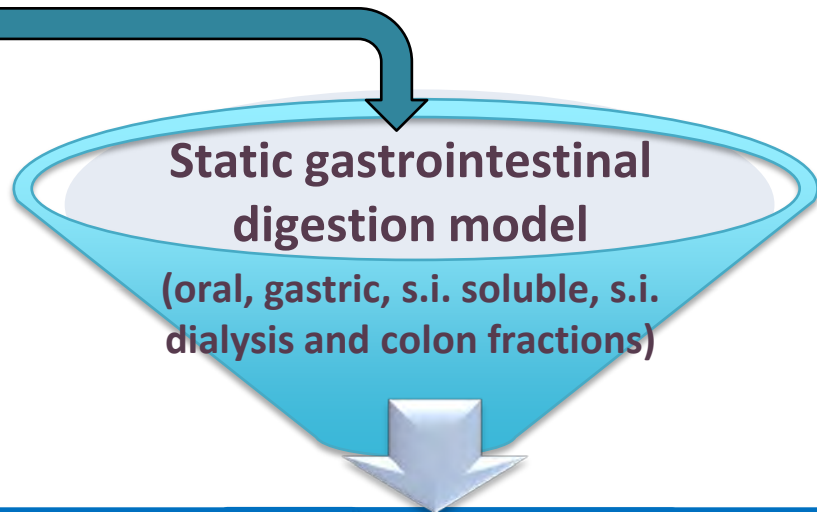 Static gastrointestinal
digestion model
(oral, gastric, s.i. soluble, s.i.
dialysis and colon fractions)